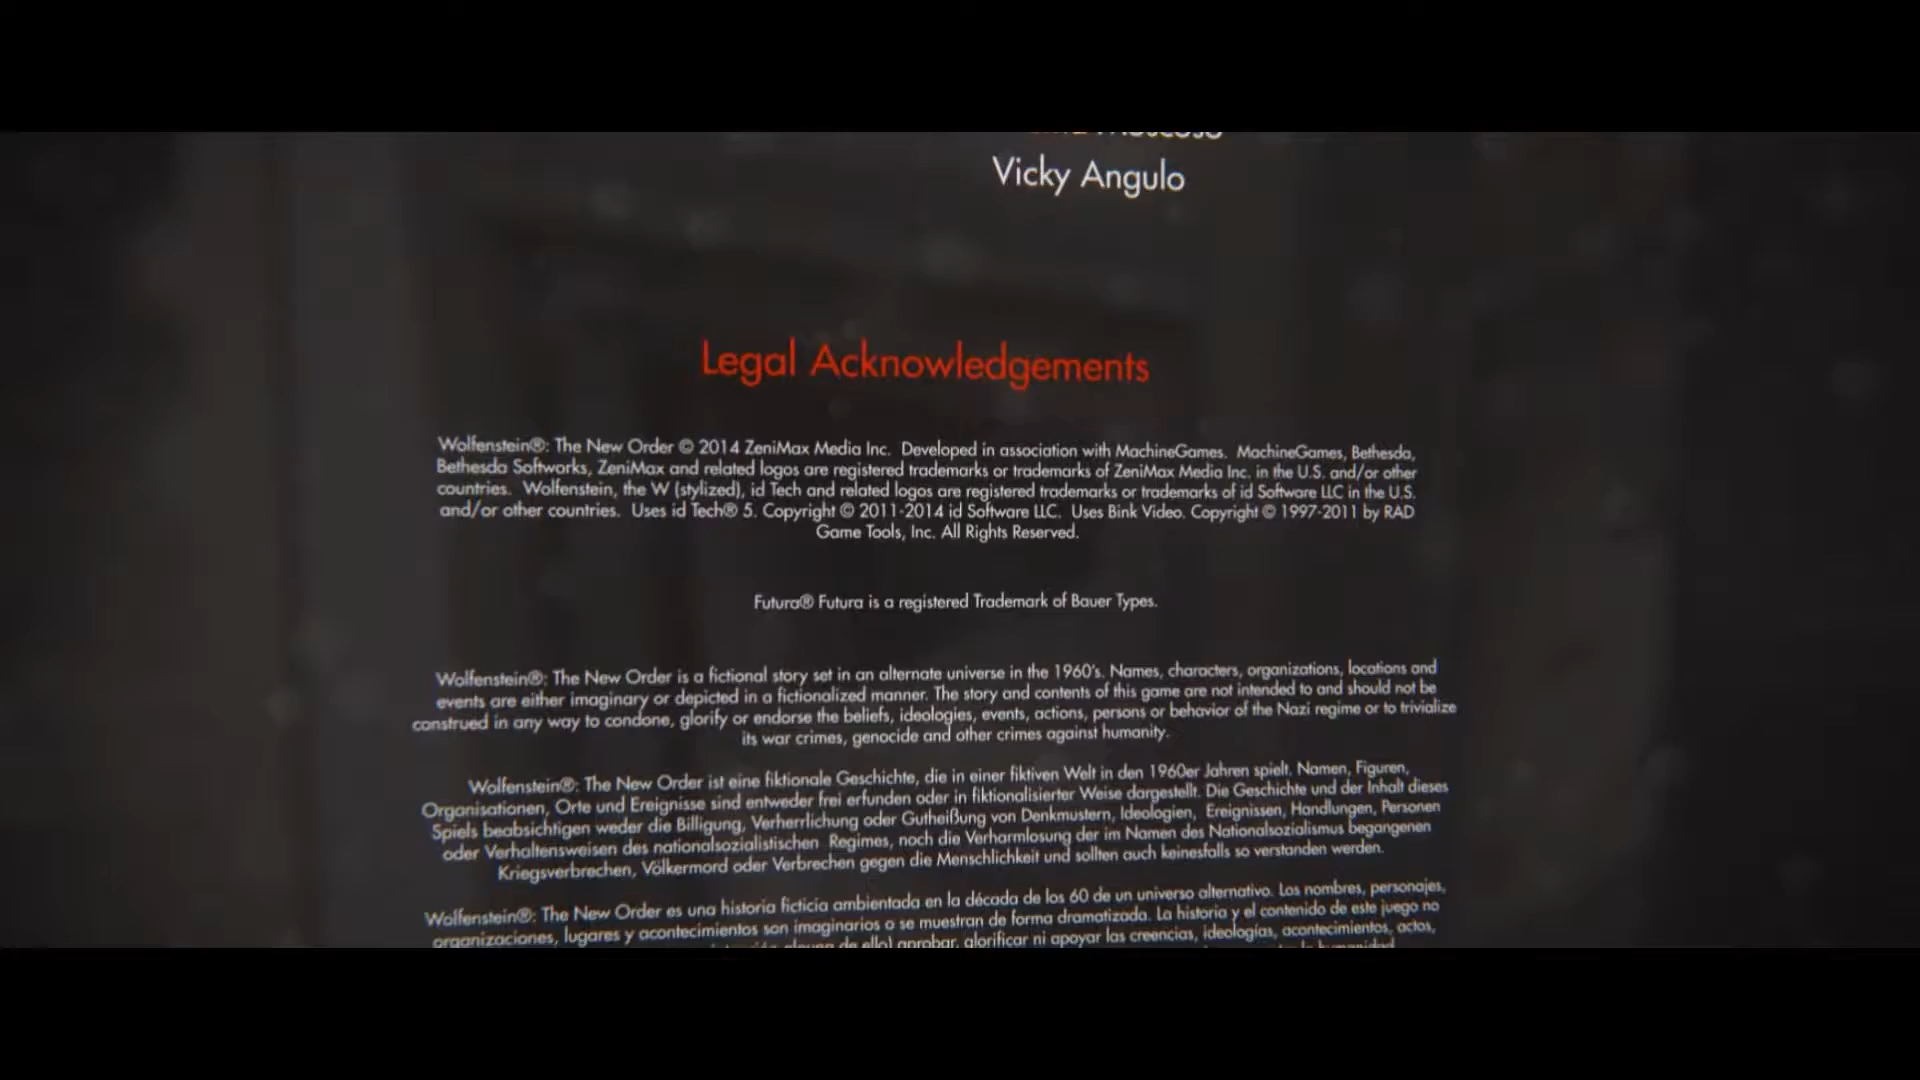 Vicky Angulo
Legal Acknowledgements
Wolfenstein®: The New Order © 2014 ZeniMax Media Inc. Developed in association with MachineGames. MachineGames, Bethesda,
Bethesda Softworks, ZeniMax and related logos are registered trademarks or trademarks of ZeniMax Media Inc. in the U.S. and/or other
countries. Wolfenstein, the W (stylized), id Tech and related logos are registered trademarks or trademarks of id Software LLC in the U.S.
and/or other countries. Uses id Tech® 5. Copyright © 2011-2014 id Software LLC. Uses Bink Video. Copyright © 1997-2011 by RAD
Game Tools, Inc. All Rights Reserved.
Futura® Futura is a registered Trademark of Bauer Types.
Wolfenstein®: The New Order is a fictional story set in an alternate universe in the 1960's. Names, characters, organizations, locations and
events are either imaginary or depicted in a fictionalized manner. The story and contents of this game are not intended to and should not be
construed in any way to condone, glorify or endorse the beliefs, ideologies, events, actions, persons or behavior of the Nazi regime or to trivialize
its war crimes, genocide and other crimes against humanity.
Wolfenstein®: The New Order ist eine fiktionale Geschichte, die in einer fiktiven Welt in den 1960er Jahren spielt. Namen, Figuren,
Organisationen, Orte und Ereignisse sind entweder frei erfunden oder in fiktionalisierter Weise dargestellt. Die Geschichte und der Inhalt dieses
Spiels beabsichtigen weder die Billigung, Verherrlichung oder Gutheißung von Denkmustern, Ideologien, Ereignissen, Handlungen, Personen
oder Verhaltensweisen des nationalsozialistischen Regimes, noch die Verharmlosung der im Namen des Nationalsozialismus begangenen
Kriegsverbrechen, Völkermord oder Verbrechen gegen die Menschlichkeit und sollten auch keinesfalls so verstanden werden.
Wolfenstein®: The New Order es una historia ficticia ambientada en la década de los 60 de un universo alternativo. Los nombres, personajes,
organizaciones, lugares y acontecimientos son imaginarios o se muestran de forma dramatizada. La historia y el contenido de este juego no
de ello) aprobar, glorificar ni apoyar las creencias, ideologías, acontecimientos, actos,